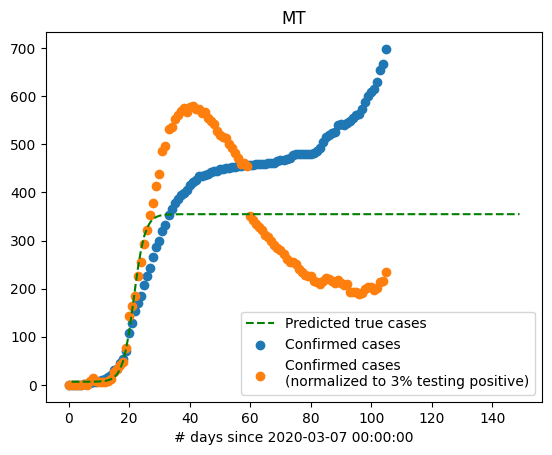 MT
700
600
500
400
300
200
100
0
Predicted true cases
Confirmed cases
Confirmed cases
(normalized to 3% testing positive)
0 20 40 60 80 100 120 140
# days since 2020-03-07 00:00:00